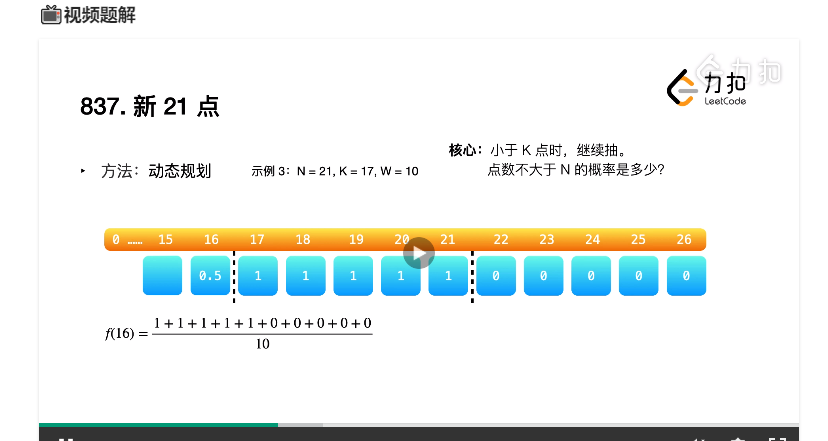 视频题解
力扣
837. 新 21 点
力扣
LeetCode
核心：小于 K 点时，继续抽。
点数不大于 N 的概率是多少？
‣ 方法：动态规划 示例 3：N = 21, K = 17, W = 10
0 …… 15 16 17 18 19 20 21 22 23 24 25 26
0.5 1 1 1 1 1 0 0 0 0 0
f(16) = 1 + 1 + 1 + 1 + 1 + 0 + 0 + 0 + 0 + 0
10